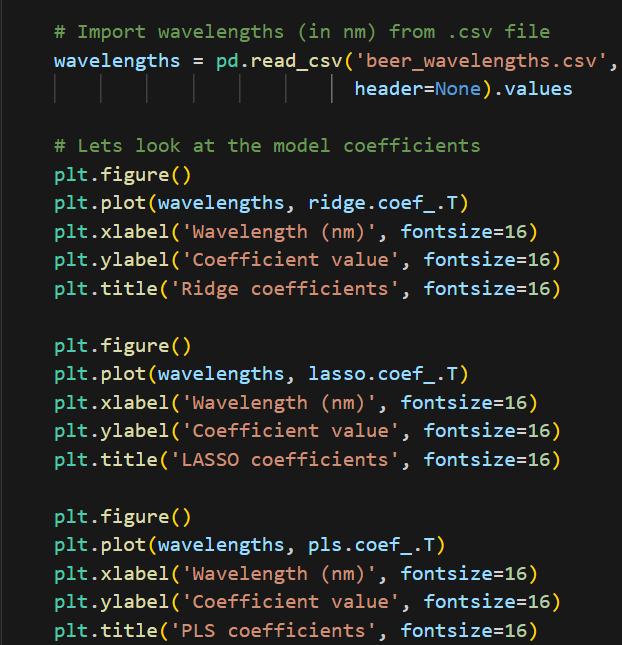 # Import wavelengths (in nm) from .csv file
wavelengths = pd.read_csv('beer_wavelengths.csv',
header=None).values
# Lets look at the model coefficients
plt.figure()
plt.plot(wavelengths, ridge.coef_.T)
plt.xlabel('Wavelength (nm)', fontsize=16)
plt.ylabel('Coefficient value', fontsize=16)
plt.title('Ridge coefficients', fontsize=16)
plt.figure()
plt.plot(wavelengths, lasso.coef_.T)
plt.xlabel('Wavelength (nm)', fontsize=16)
plt.ylabel('Coefficient value', fontsize=16)
plt.title('LASSO coefficients', fontsize=16)
plt.figure()
plt.plot(wavelengths, pls.coef_.T)
plt.xlabel('Wavelength (nm)', fontsize=16)
plt.ylabel('Coefficient value', fontsize=16)
plt.title('PLS coefficients', fontsize=16)